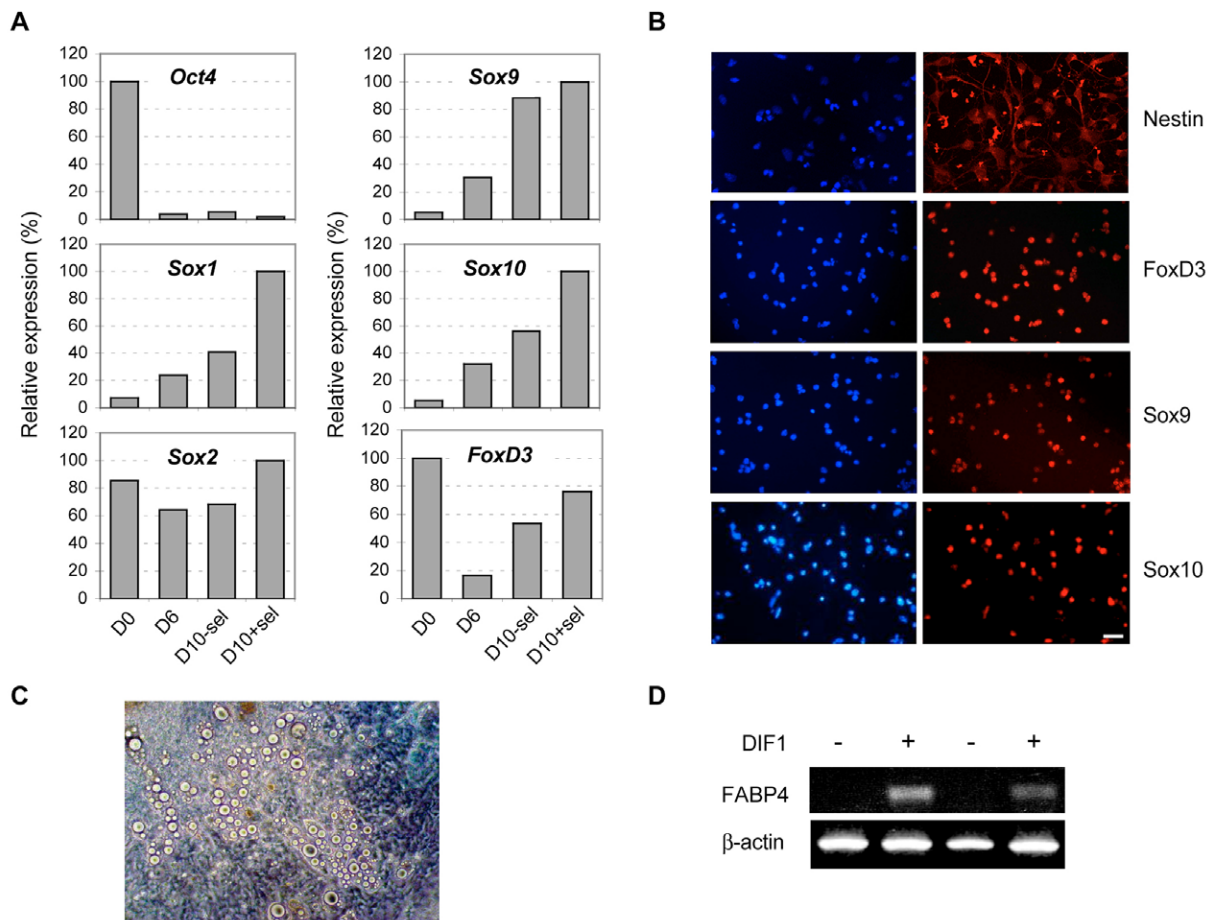 A
Relative expression (%)
120
100
80
60
40
20
0
Oct4
120
100
80
60
40
20
0
Sox1
120
100
80
60
40
20
0
Sox2
D0
D6
D10-sel
D10+sel
Relative expression (%)
120
100
80
60
40
20
0
Sox9
120
100
80
60
40
20
0
Sox10
120
100
80
60
40
20
0
FoxD3
D0
D6
D10-sel
D10+sel
B
Nestin
FoxD3
Sox9
Sox10
C
D
DIF1 - + - +
FABP4
β-actin